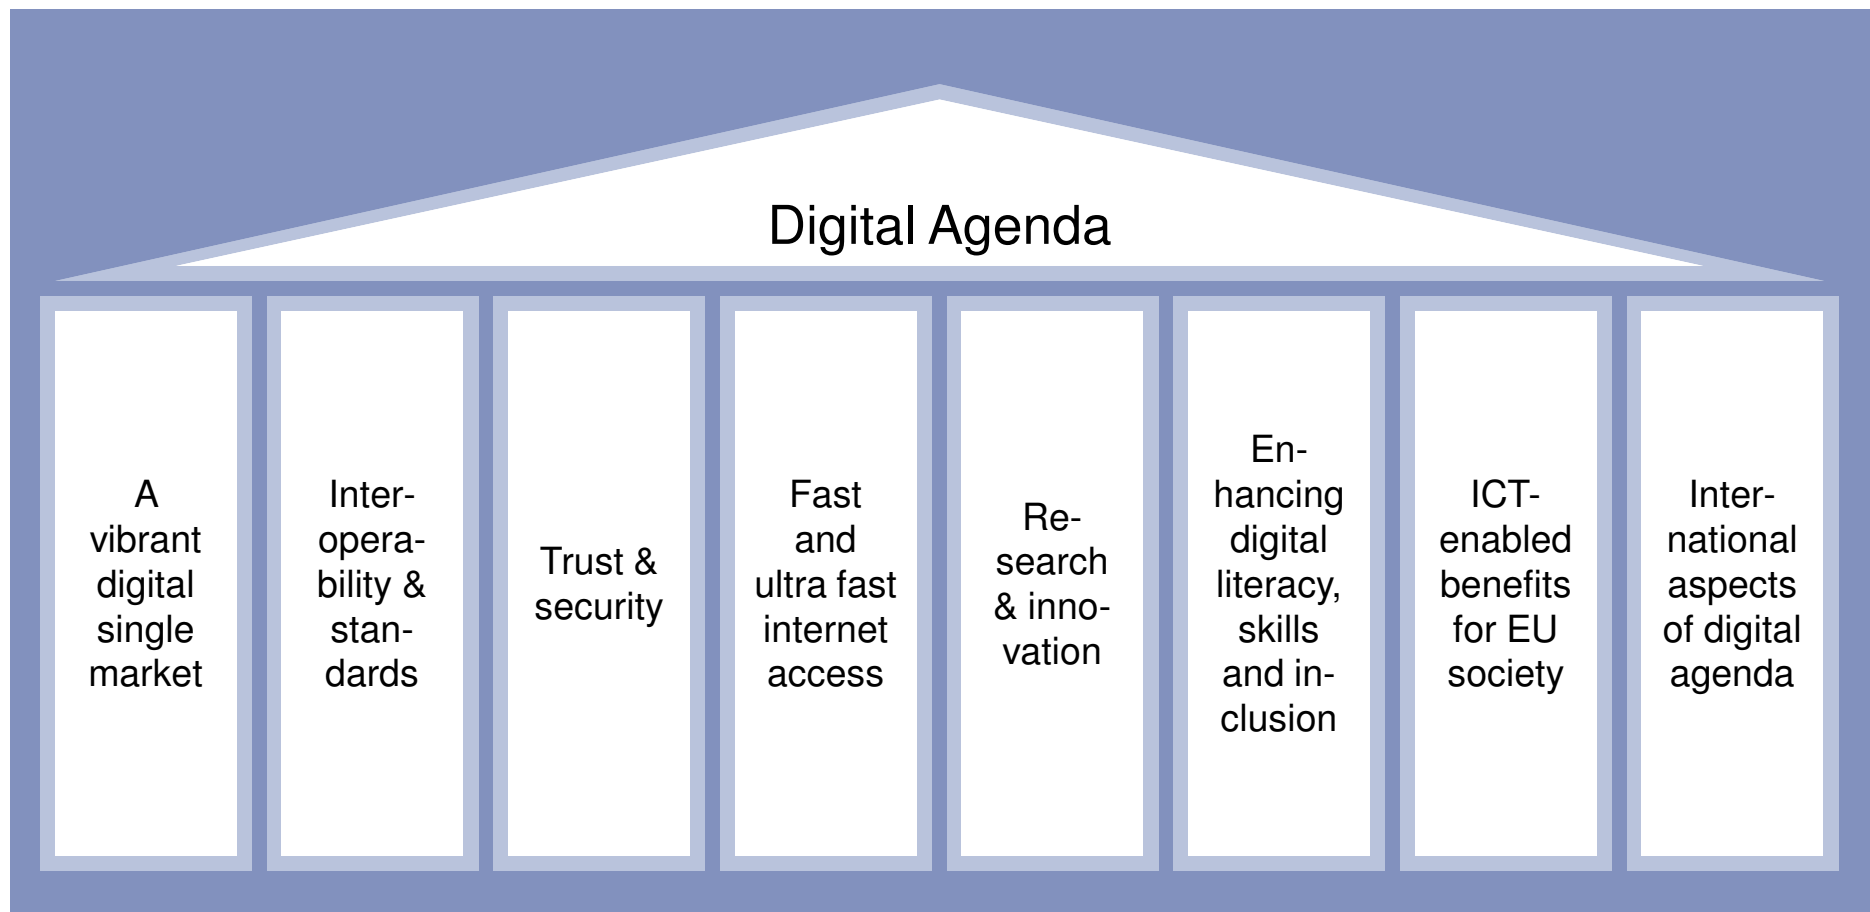 Digital Agenda
A
vibrant
digital
single
market
Inter-
opera-
bility &
stan-
dards
Trust &
security
Fast
and
ultra fast
internet
access
Re-
search
& inno-
vation
En-
hancing
digital
literacy,
skills
and in-
clusion
ICT-
enabled
benefits
for EU
society
Inter-
national
aspects
of digital
agenda